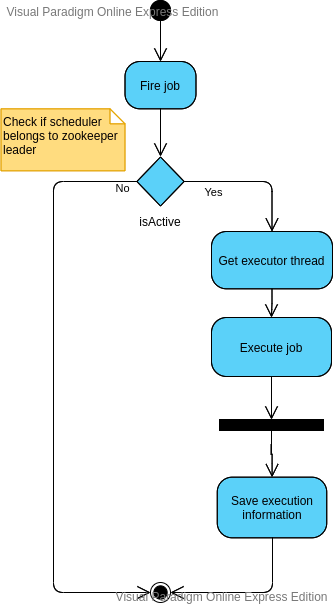 Visual Paradigm Online Express Edition
Fire job
Check if scheduler
belongs to zookeeper
leader
No
Yes
isActive
Get executor thread
Execute job
Save execution
information
Visual Paradigm Online Express Edition